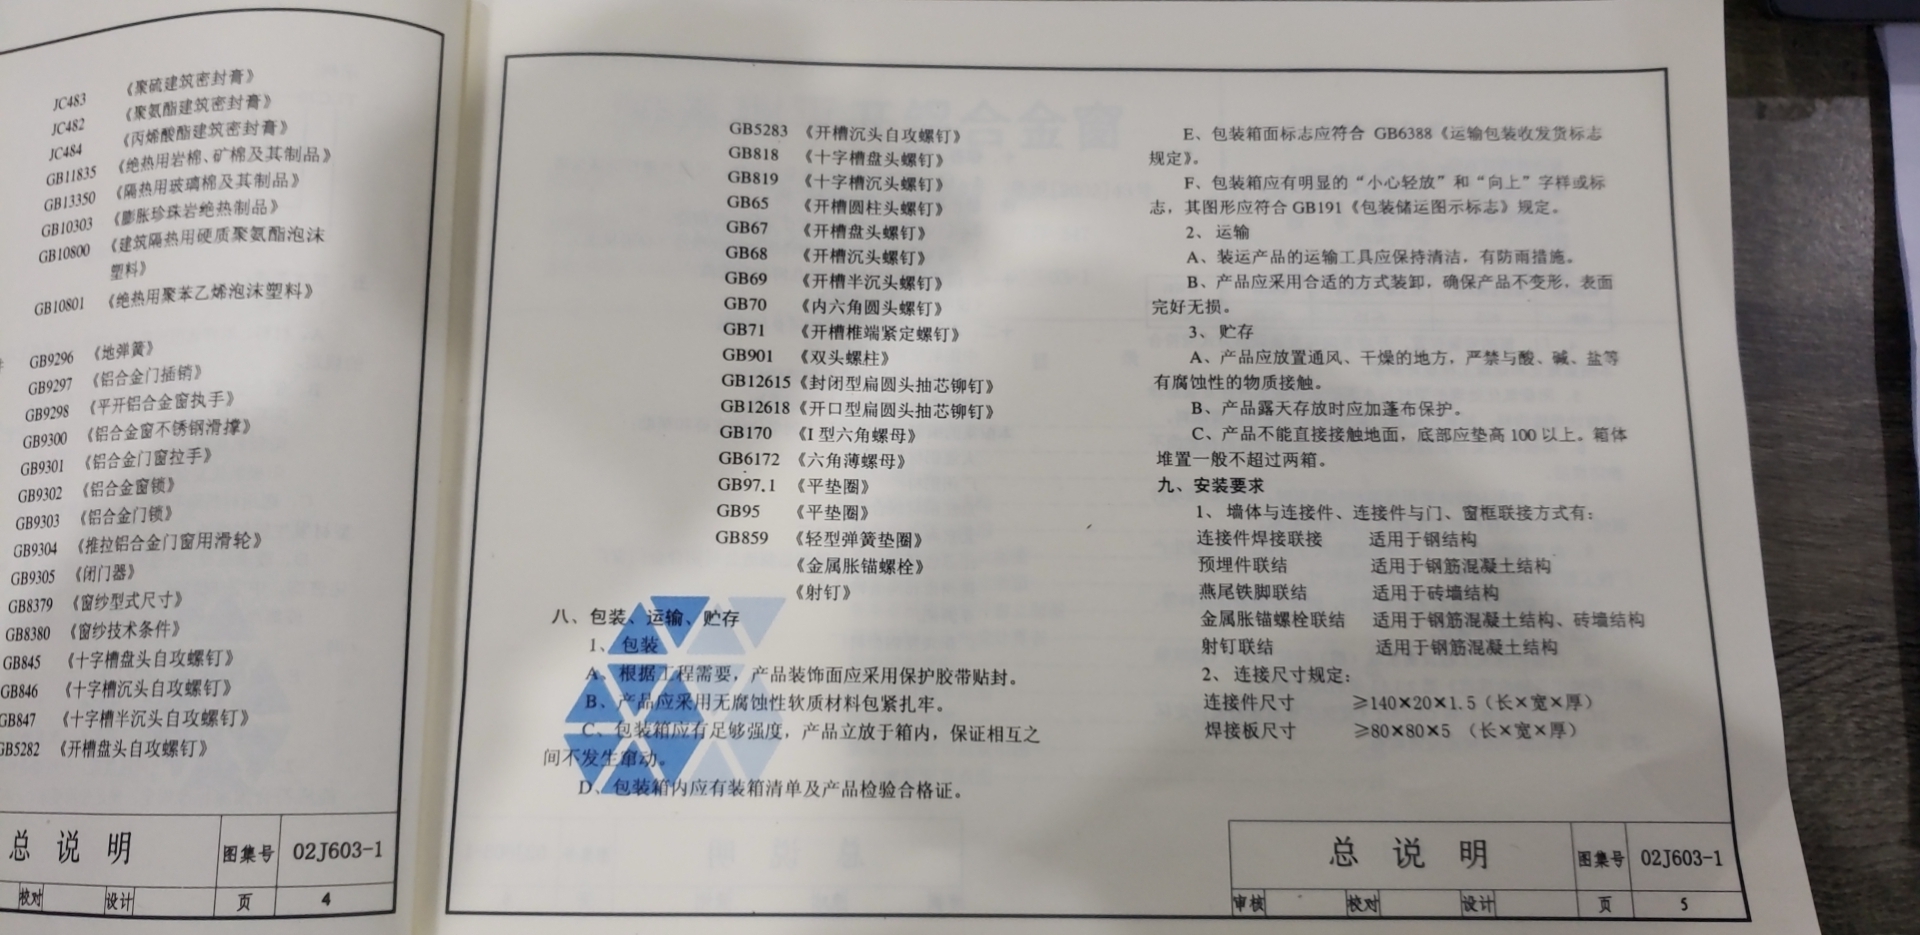 JC483 《聚硫建筑密封膏》
JC482 《聚氨酯建筑密封膏》
JC484 《丙烯酸酯建筑密封膏》
GB11835 《绝热用岩棉、矿棉及其制品》
GB13350 《隔热用玻璃棉及其制品》
GB10303 《膨胀珍珠岩绝热制品》
GB10800 《建筑隔热用硬质聚氨酯泡沫
塑料》
GB10801 《绝热用聚苯乙烯泡沫塑料》
GB9296 《地弹簧》
GB9297 《铝合金门插销》
GB9298 《平开铝合金窗执手》
GB9300 《铝合金窗不锈钢滑撑》
GB9301 《铝合金门窗拉手》
GB9302 《铝合金窗锁》
GB9303 《铝合金门锁》
GB9304 《推拉铝合金门窗用滑轮》
GB9305 《闭门器》
GB8379 《窗纱型式尺寸》
GB8380 《窗纱技术条件》
GB845 《十字槽盘头自攻螺钉》
GB846 《十字槽沉头自攻螺钉》
GB847 《十字槽半沉头自攻螺钉》
GB5282 《开槽盘头自攻螺钉》
总 说 明 图集号 02J603-1
校对 设计 页 4
GB5283 《开槽沉头自攻螺钉》
GB818 《十字槽盘头螺钉》
GB819 《十字槽沉头螺钉》
GB65 《开槽圆柱头螺钉》
GB67 《开槽盘头螺钉》
GB68 《开槽沉头螺钉》
GB69 《开槽半沉头螺钉》
GB70 《内六角圆头螺钉》
GB71 《开槽椎端紧定螺钉》
GB901 《双头螺柱》
GB12615《封闭型扁圆头抽芯铆钉》
GB12618《开口型扁圆头抽芯铆钉》
GB170 《I 型六角螺母》
GB6172 《六角薄螺母》
GB97.1 《平垫圈》
GB95 《平垫圈》
GB859 《轻型弹簧垫圈》
《金属胀锚螺栓》
《射钉》
八、包装、运输、贮存
1、包装
A、根据工程需要，产品装饰面应采用保护胶带贴封。
B、产品应采用无腐蚀性软质材料包紧扎牢。
C、包装箱应有足够强度，产品立放于箱内，保证相互之
间不发生窜动。
D、包装箱内应有装箱清单及产品检验合格证。
E、包装箱面标志应符合 GB6388《运输包装收发货标志
规定》。
F、包装箱应有明显的“小心轻放”和“向上”字样或标
志，其图形应符合 GB191《包装储运图示标志》规定。
2、运输
A、装运产品的运输工具应保持清洁，有防雨措施。
B、产品应采用合适的方式装卸，确保产品不变形，表面
完好无损。
3、贮存
A、产品应放置通风、干燥的地方，严禁与酸、碱、盐等
有腐蚀性的物质接触。
B、产品露天存放时应加蓬布保护。
C、产品不能直接接触地面，底部应垫高 100 以上。箱体
堆置一般不超过两箱。
九、安装要求
1、墙体与连接件、连接件与门、窗框联接方式有：
连接件焊接联接 适用于钢结构
预埋件联结 适用于钢筋混凝土结构
燕尾铁脚联结 适用于砖墙结构
金属胀锚螺栓联结 适用于钢筋混凝土结构、砖墙结构
射钉联结 适用于钢筋混凝土结构
2、连接尺寸规定：
连接件尺寸 ≥140×20×1.5（长×宽×厚）
焊接板尺寸 ≥80×80×5 （长×宽×厚）
总 说 明 图集号 02J603-1
审核 校对 设计 页 5